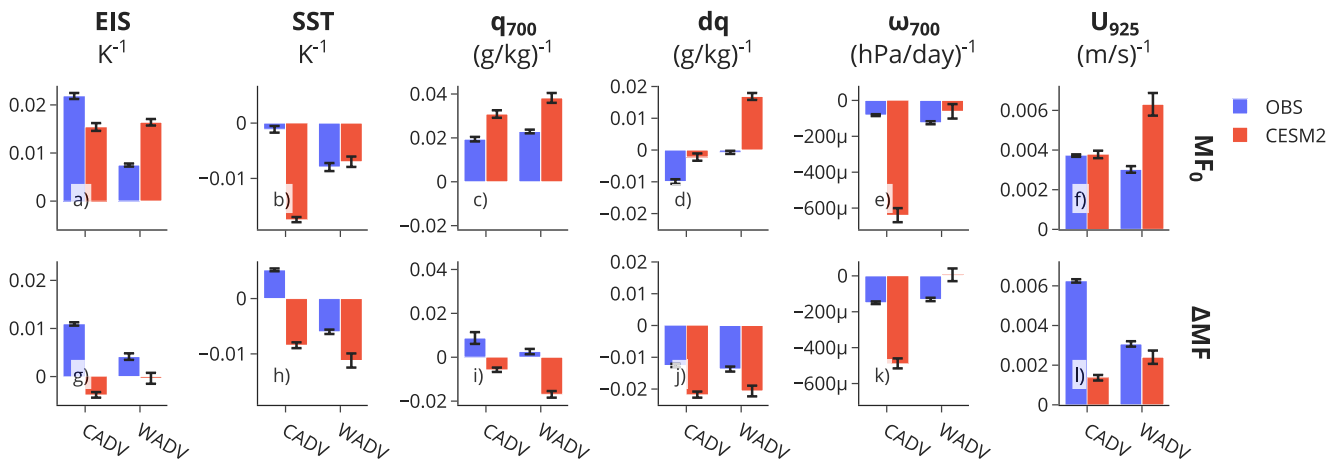 EIS SST q700 dq ω700 U925
K-1 K-1 (g/kg)-1 (g/kg)-1 (hPa/day)-1 (m/s)-1
0.02
0.01
0
a)
0
−0.01
b)
0.04
0.02
0
−0.02
c)
0.02
0.01
0
−0.01
−0.02
d)
0
−200µ
−400µ
−600µ
e)
0.006
0.004
0.002
0
f)
OBS
CESM2
MF0
0.02
0.01
0
g)
CADV WADV
0
−0.01
h)
CADV WADV
0.04
0.02
0
−0.02
i)
CADV WADV
0.02
0.01
0
−0.01
−0.02
j)
CADV WADV
0
−200µ
−400µ
−600µ
k)
CADV WADV
0.006
0.004
0.002
0
l)
CADV WADV
ΔMF